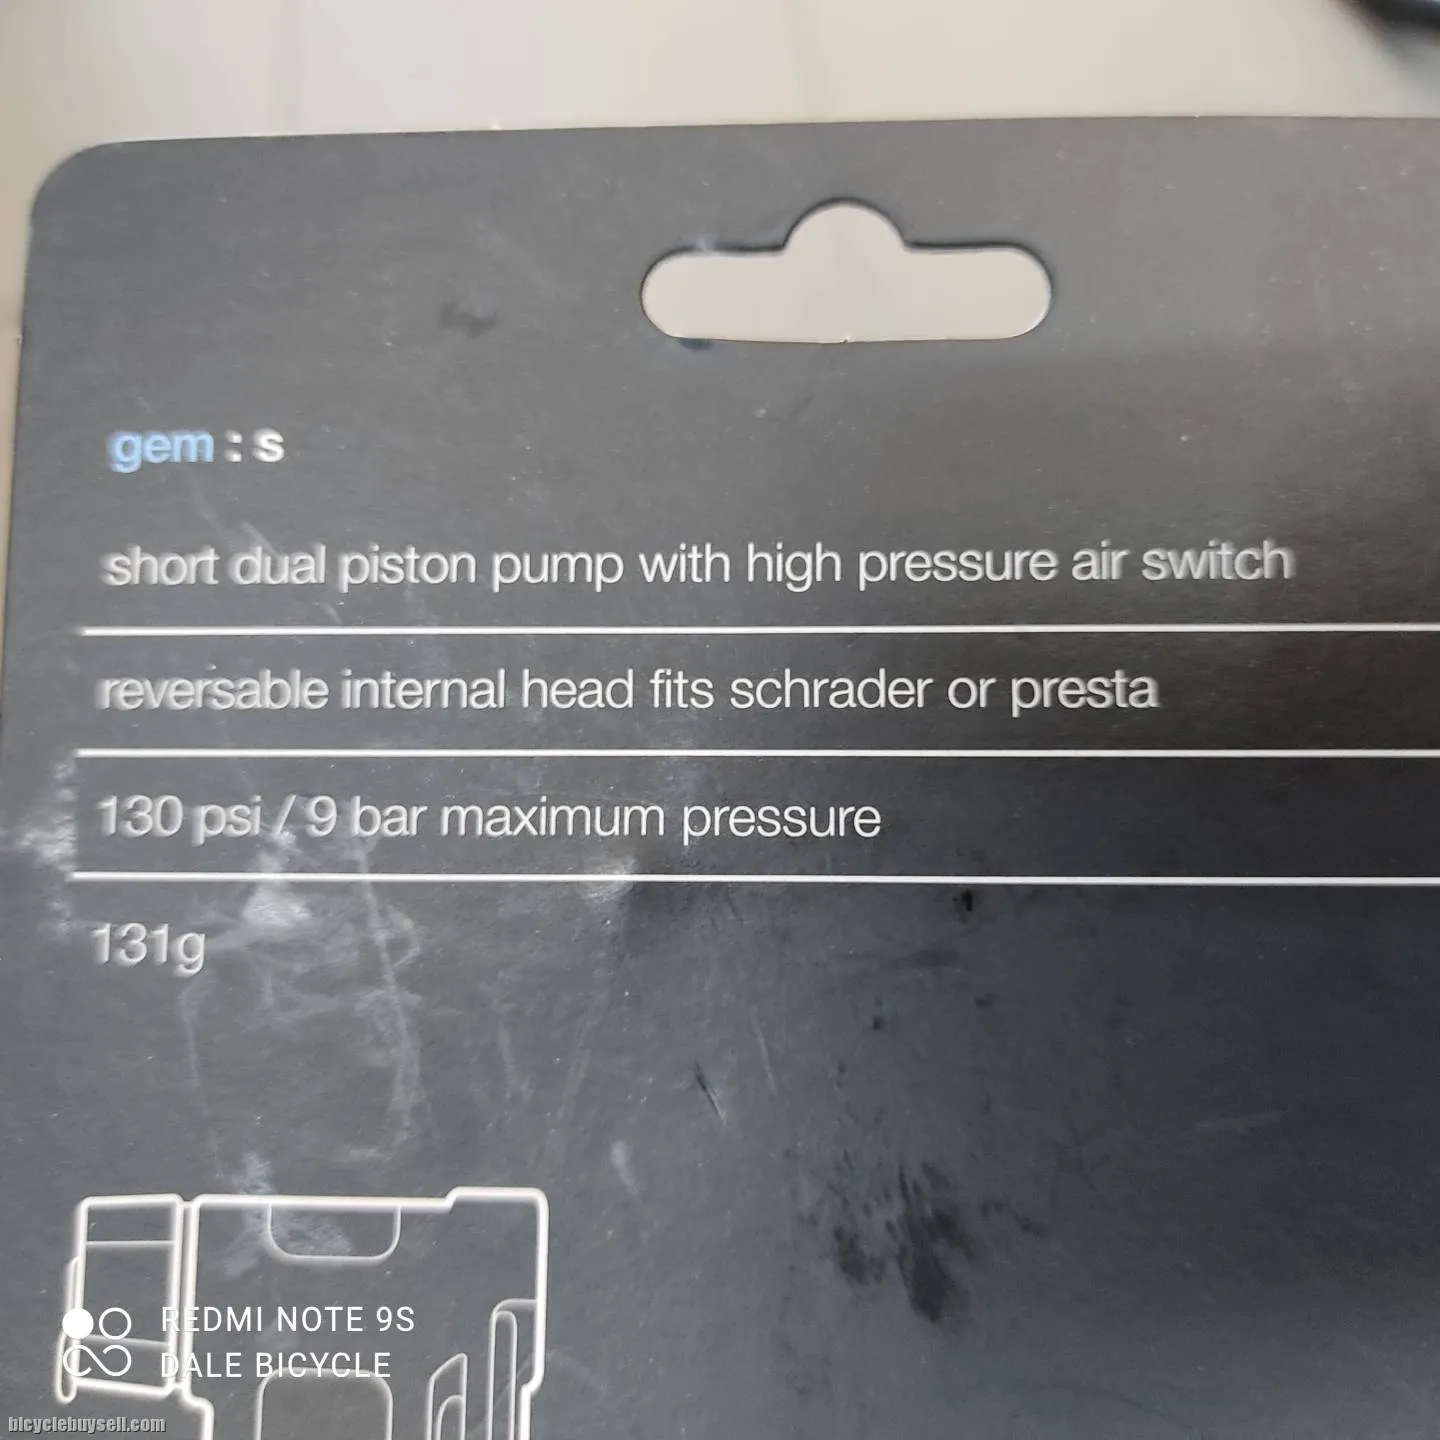 gem : s
short dual piston pump with high pressure air switch
reversable internal head fits schrader or presta
130 psi / 9 bar maximum pressure
131g
REDMI NOTE 9S
DALE BICYCLE
bicyclebuysell.com